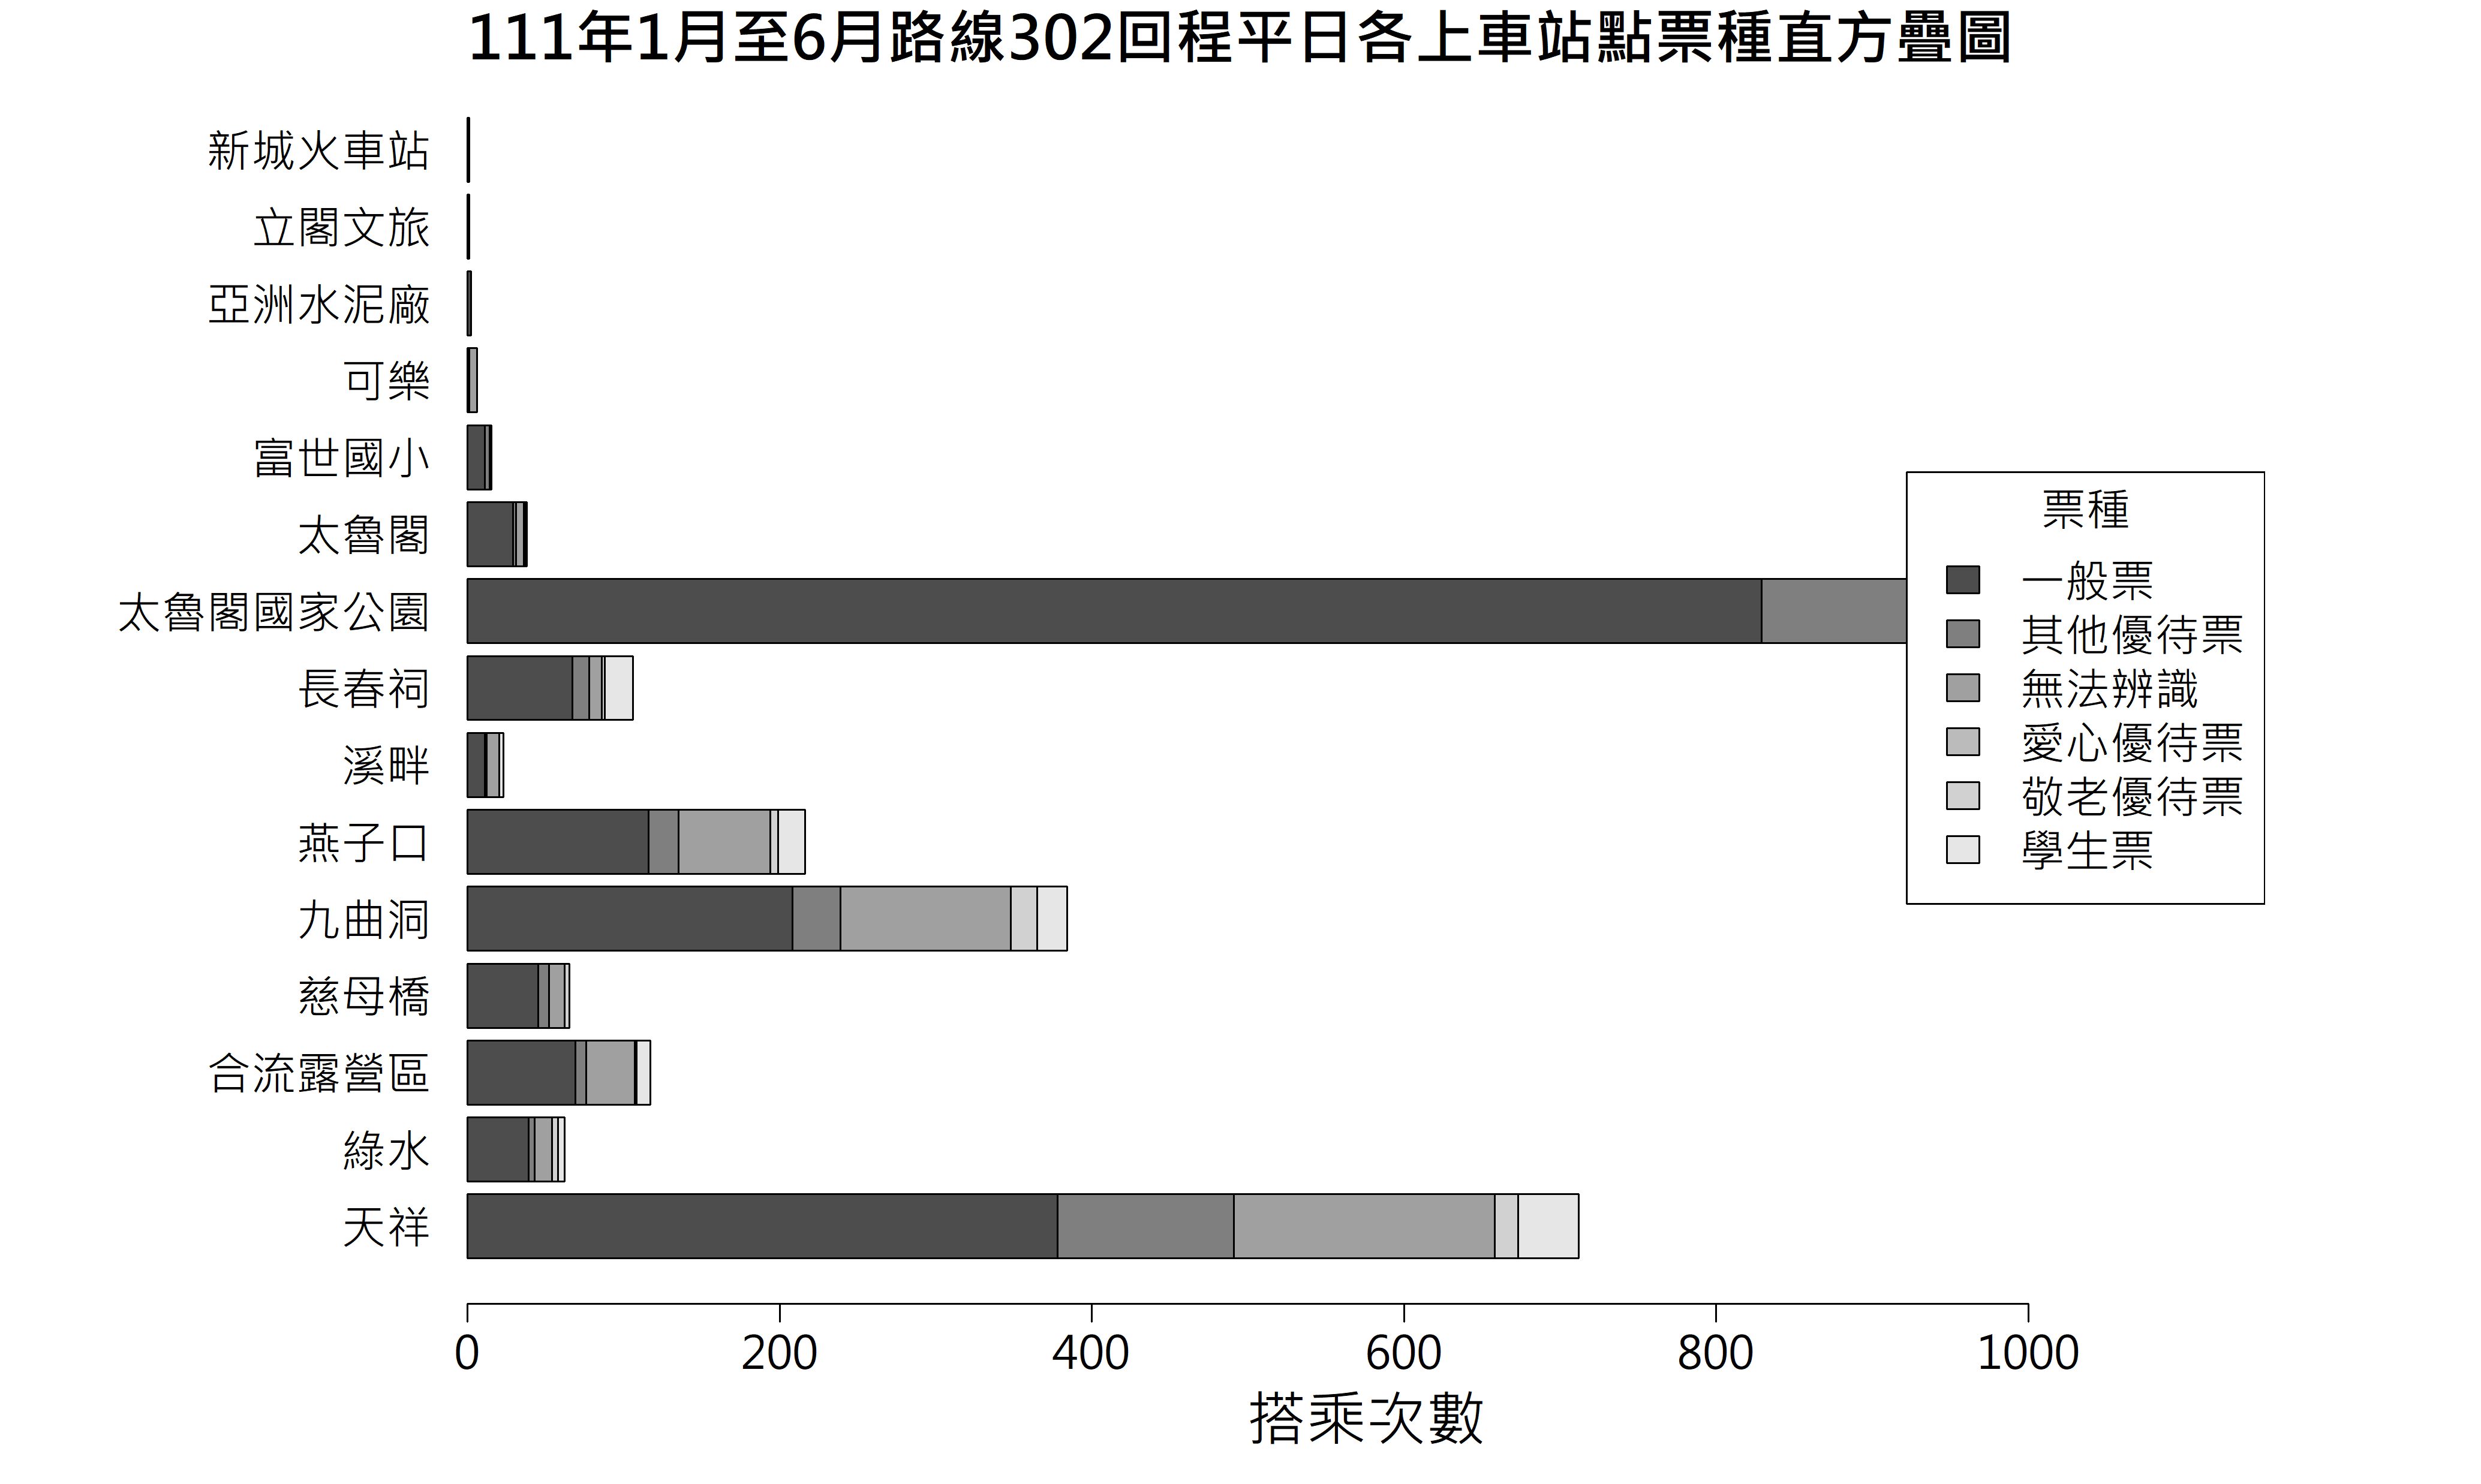 111年1月至6月路線302回程平日各上車站點票種直方疊圖
新城火車站
立閣文旅
亞洲水泥廠
可樂
富世國小
太魯閣
太魯閣國家公園
長春祠
溪畔
燕子口
九曲洞
慈母橋
合流露營區
綠水
天祥
票種
一般票
其他優待票
無法辨識
愛心優待票
敬老優待票
學生票
0 200 400 600 800 1000
搭乘次數